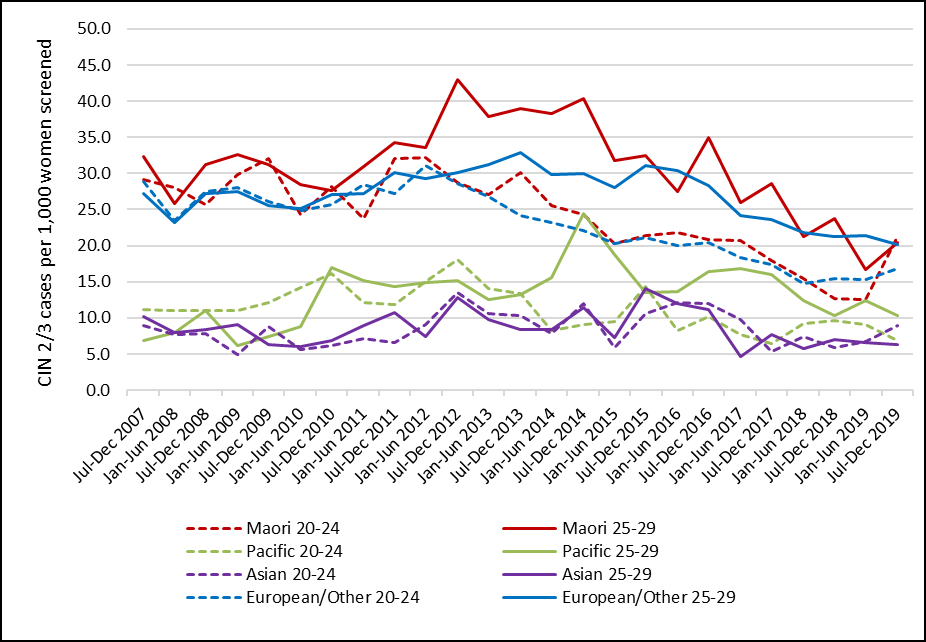 CIN 2/3 cases per 1,000 women screened
50.0
45.0
40.0
35.0
30.0
25.0
20.0
15.0
10.0
5.0
0.0
Jul-Dec 2007
Jan-Jun 2008
Jul-Dec 2008
Jan-Jun 2009
Jul-Dec 2009
Jan-Jun 2010
Jul-Dec 2010
Jan-Jun 2011
Jul-Dec 2011
Jan-Jun 2012
Jul-Dec 2012
Jan-Jun 2013
Jul-Dec 2013
Jan-Jun 2014
Jul-Dec 2014
Jan-Jun 2015
Jul-Dec 2015
Jan-Jun 2016
Jul-Dec 2016
Jan-Jun 2017
Jul-Dec 2017
Jan-Jun 2018
Jul-Dec 2018
Jan-Jun 2019
Jul-Dec 2019
Maori 20-24 Maori 25-29
Pacific 20-24 Pacific 25-29
Asian 20-24 Asian 25-29
European/Other 20-24 European/Other 25-29